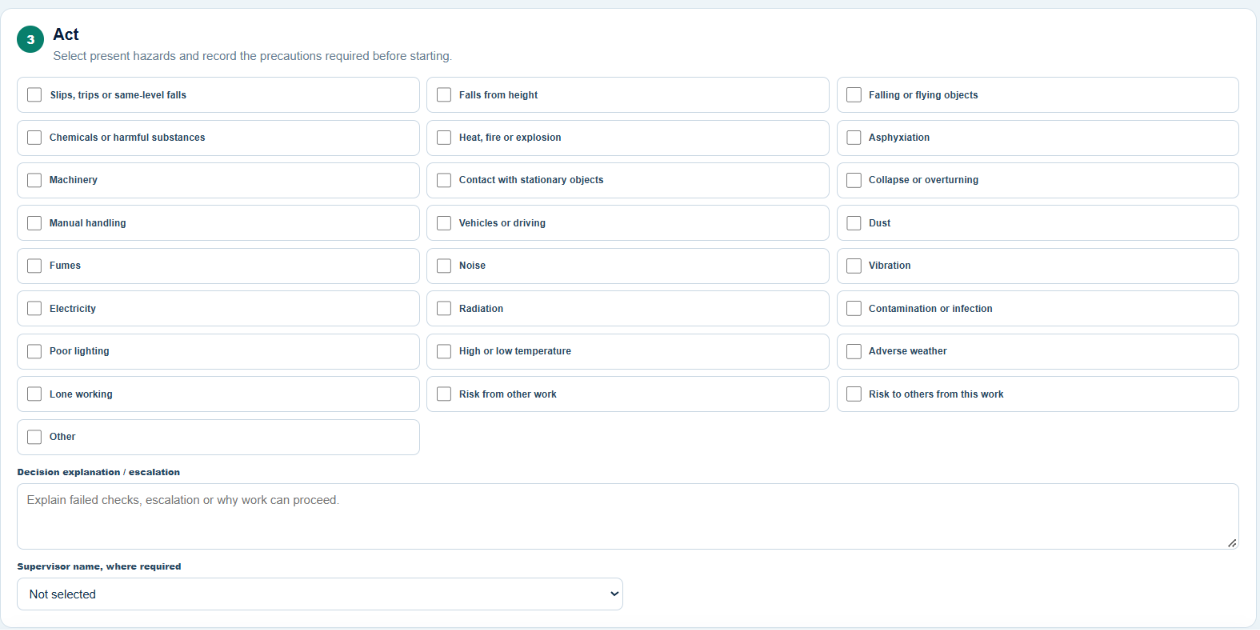 3
Act
Select present hazards and record the precautions required before starting.
Slips, trips or same-level falls
Falls from height
Falling or flying objects
Chemicals or harmful substances
Heat, fire or explosion
Asphyxiation
Machinery
Contact with stationary objects
Collapse or overturning
Manual handling
Vehicles or driving
Dust
Fumes
Noise
Vibration
Electricity
Radiation
Contamination or infection
Poor lighting
High or low temperature
Adverse weather
Lone working
Risk from other work
Risk to others from this work
Other
Decision explanation / escalation
Explain failed checks, escalation or why work can proceed.
Supervisor name, where required
Not selected